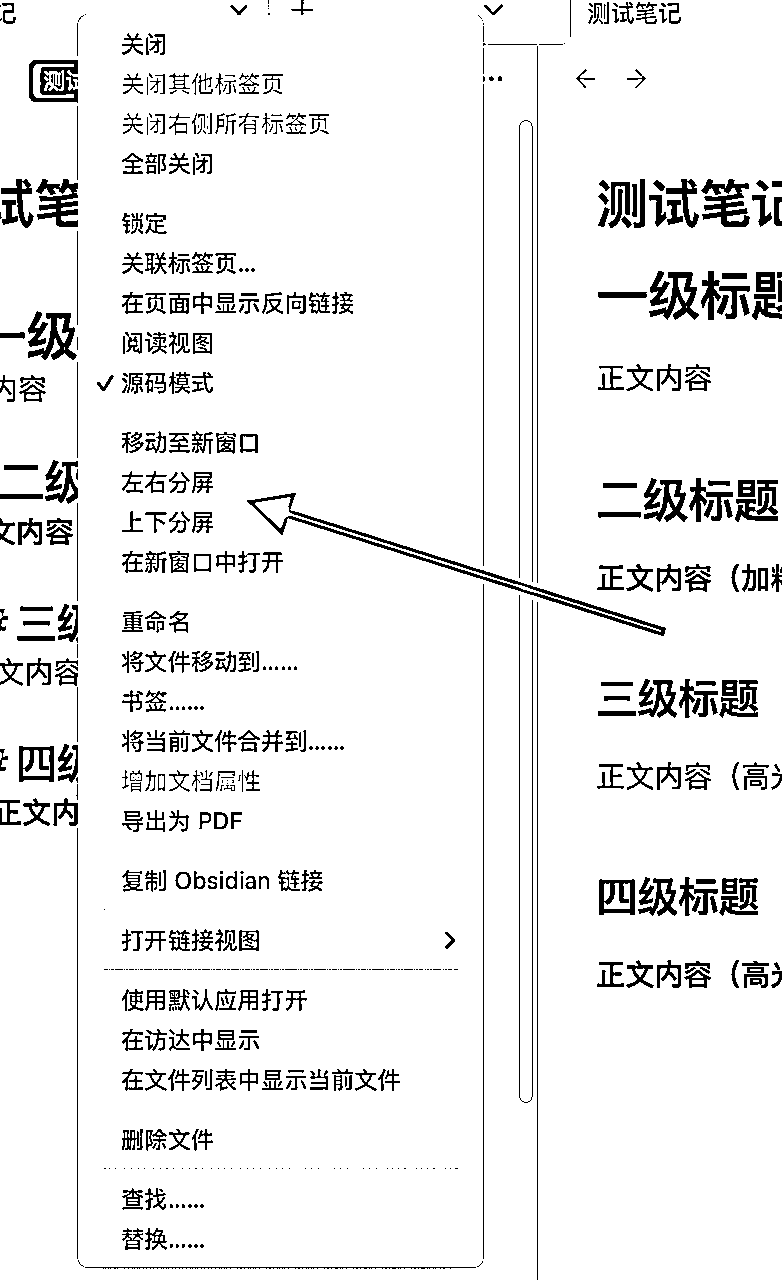 记
测试笔记
测试
关闭
关闭其他标签页
关闭右侧所有标签页
全部关闭
锁定
关联标签页...
在页面中显示反向链接
阅读视图
✓ 源码模式
移动至新窗口
左右分屏
上下分屏
在新窗口中打开
重命名
将文件移动到......
书签......
将当前文件合并到......
增加文档属性
导出为 PDF
复制 Obsidian 链接
打开链接视图
使用默认应用打开
在访达中显示
在文件列表中显示当前文件
删除文件
查找......
替换......
试笔
一级
内容
二级
文内容
# 三级
文内容
# 四级
正文内
测试笔记
一级标题
正文内容
二级标题
正文内容（加粗
三级标题
正文内容（高光
四级标题
正文内容（高光